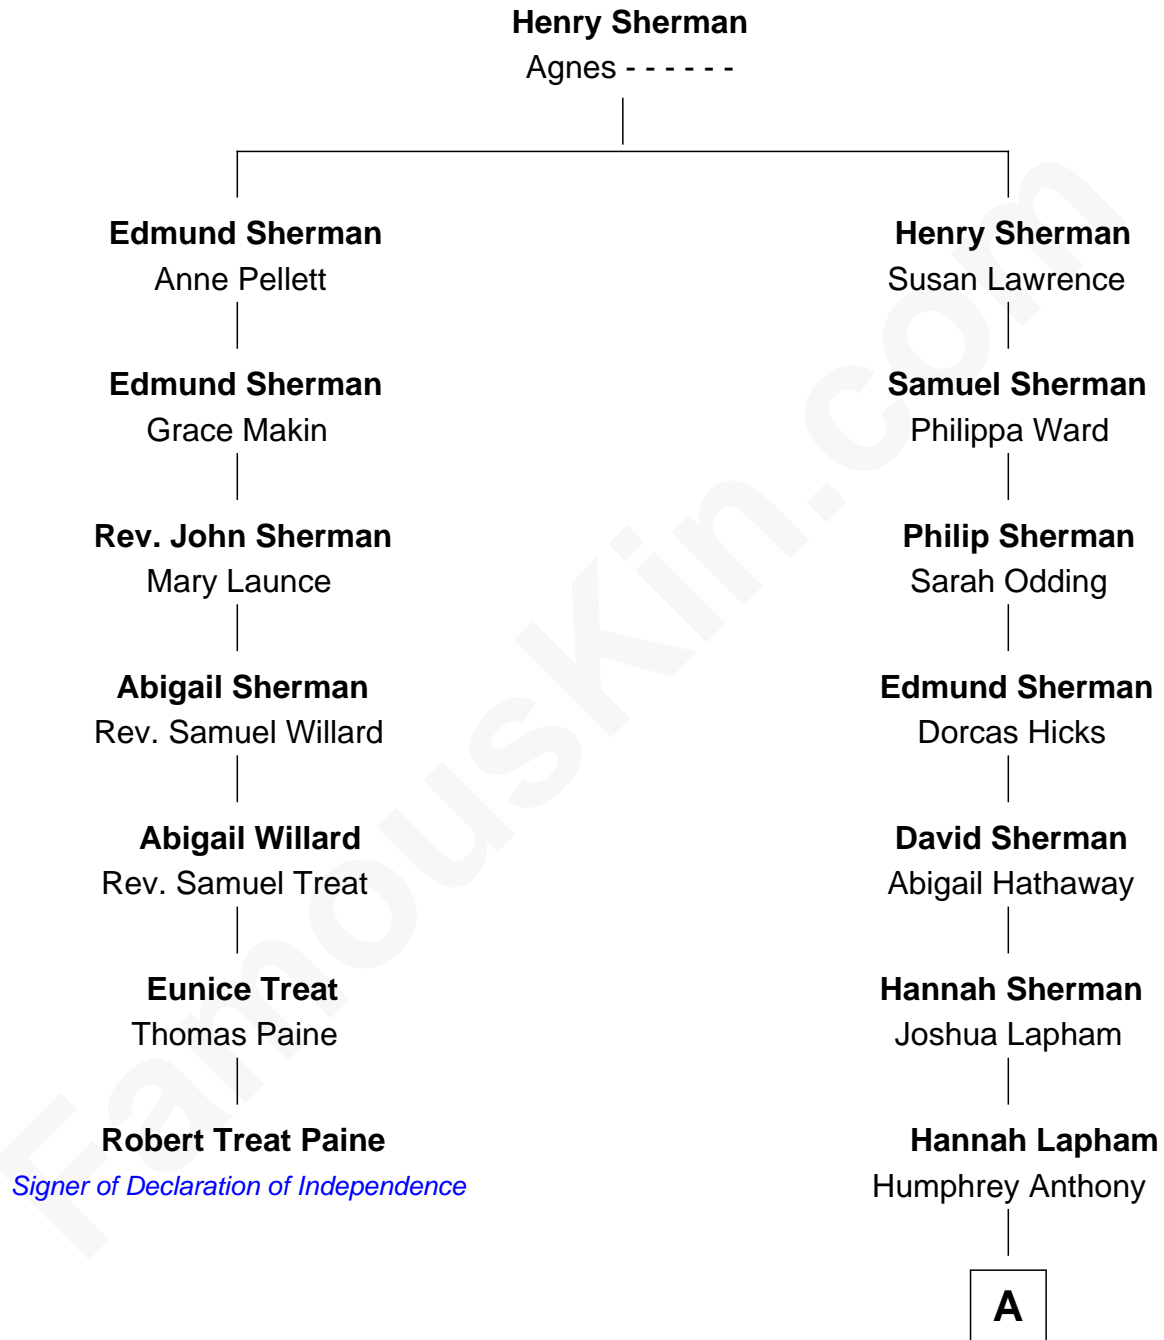 Henry Sherman
Agnes - - - - - -
Edmund Sherman
Anne Pellett
Edmund Sherman
Grace Makin
Rev. John Sherman
Mary Launce
Abigail Sherman
Rev. Samuel Willard
Abigail Willard
Rev. Samuel Treat
Eunice Treat
Thomas Paine
Robert Treat Paine
Signer of Declaration of Independence
Henry Sherman
Susan Lawrence
Samuel Sherman
Philippa Ward
Philip Sherman
Sarah Odding
Edmund Sherman
Dorcas Hicks
David Sherman
Abigail Hathaway
Hannah Sherman
Joshua Lapham
Hannah Lapham
Humphrey Anthony
A
FamousKin.com